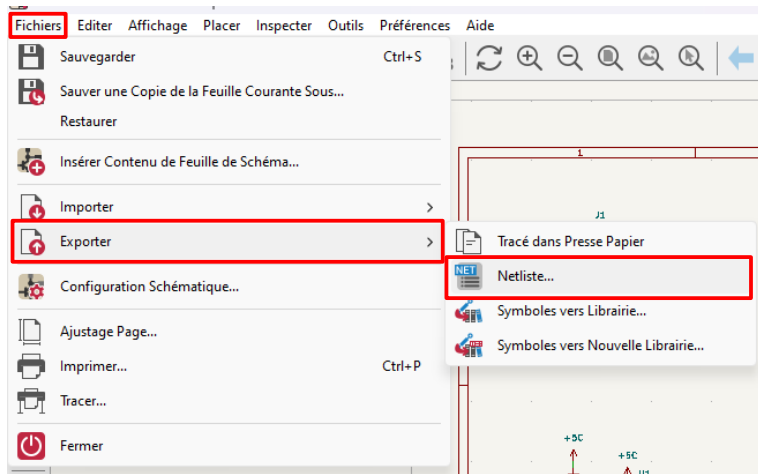 Fichiers Editer Affichage Placer Inspecter Outils Préférences Aide
Sauvegarder Ctrl+S
Sauver une Copie de la Feuille Courante Sous...
Restaurer
Insérer Contenu de Feuille de Schéma...
1
Importer
J1
Exporter
Tracé dans Presse Papier
NET
Netliste...
Configuration Schématique...
Symboles vers Librairie...
Ajustage Page...
Symboles vers Nouvelle Librairie...
Imprimer... Ctrl+P
Tracer...
Fermer
+5C
+5C
U1